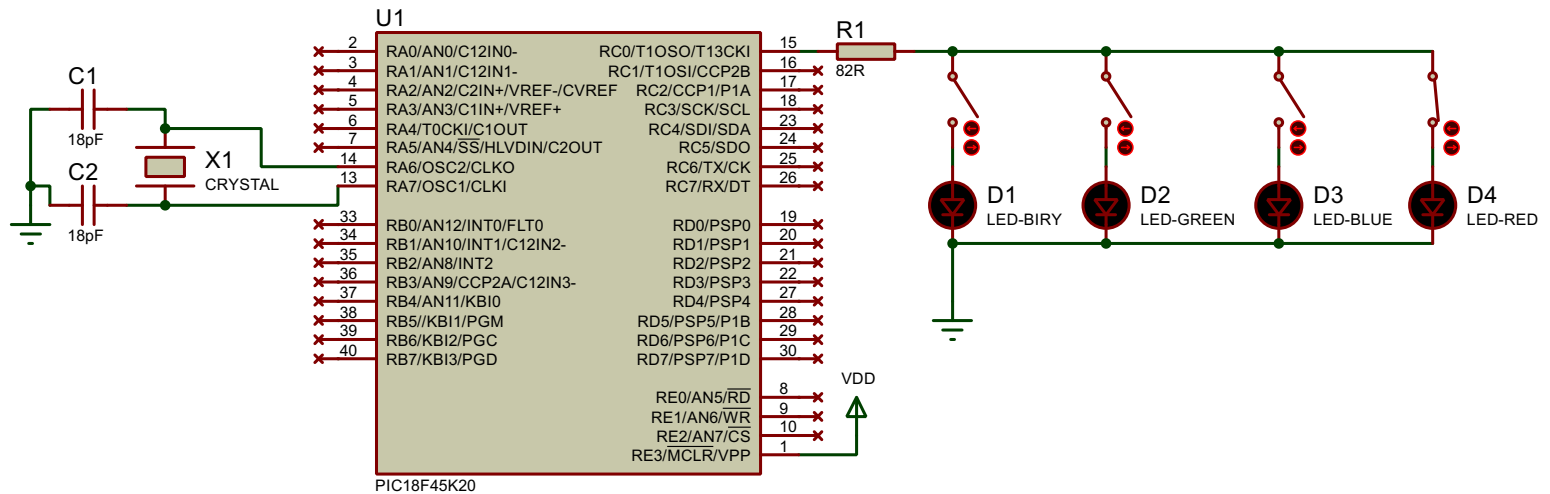 U1
2 RA0/AN0/C12IN0-
3 RA1/AN1/C12IN1-
4 RA2/AN2/C2IN+/VREF-/CVREF
5 RA3/AN3/C1IN+/VREF+
6 RA4/T0CKI/C1OUT
7 RA5/AN4/SS/HLVDIN/C2OUT
14 RA6/OSC2/CLKO
13 RA7/OSC1/CLKI
33 RB0/AN12/INT0/FLT0
34 RB1/AN10/INT1/C12IN2-
35 RB2/AN8/INT2
36 RB3/AN9/CCP2A/C12IN3-
37 RB4/AN11/KBI0
38 RB5//KBI1/PGM
39 RB6/KBI2/PGC
40 RB7/KBI3/PGD
RC0/T1OSO/T13CKI 15
RC1/T1OSI/CCP2B 16
RC2/CCP1/P1A 17
RC3/SCK/SCL 18
RC4/SDI/SDA 23
RC5/SDO 24
RC6/TX/CK 25
RC7/RX/DT 26
RD0/PSP0 19
RD1/PSP1 20
RD2/PSP2 21
RD3/PSP3 22
RD4/PSP4 27
RD5/PSP5/P1B 28
RD6/PSP6/P1C 29
RD7/PSP7/P1D 30
RE0/AN5/RD 8
RE1/AN6/WR 9
RE2/AN7/CS 10
RE3/MCLR/VPP 1
PIC18F45K20
C1
18pF
C2
18pF
X1
CRYSTAL
R1
82R
VDD
D1
LED-BIRY
D2
LED-GREEN
D3
LED-BLUE
D4
LED-RED